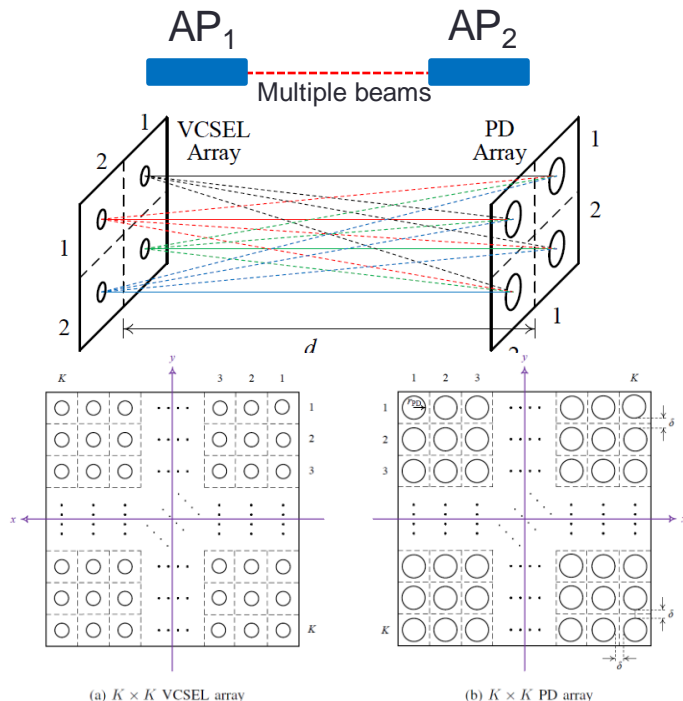 AP1 AP2
Multiple beams
VCSEL Array
PD Array
1
2
1
2
1
2
1
d
y
K 3 2 1
1
2
3
K
x
y
1 2 3 K
1
2
3
K
r_PD
δ
δ
δ
x
(a) K × K VCSEL array
(b) K × K PD array